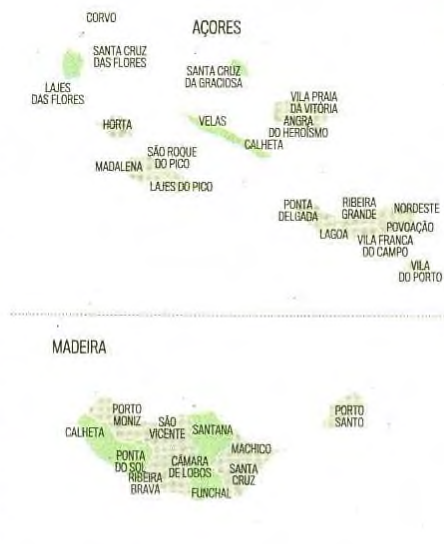 CORVO
AÇORES
SANTA CRUZ
DAS FLORES
LAJES
DAS FLORES
SANTA CRUZ
DA GRACIOSA
VILA PRAIA
DA VITÓRIA
ANGRA
DO HEROÍSMO
HORTA
VELAS
CALHETA
MADALENA
SÃO ROQUE
DO PICO
LAJES DO PICO
PONTA
DELGADA
RIBEIRA
GRANDE
NORDESTE
LAGOA
POVOAÇÃO
VILA FRANCA
DO CAMPO
VILA
DO PORTO
MADEIRA
PORTO
MONIZ
CALHETA
SÃO
VICENTE
SANTANA
PORTO
SANTO
PONTA
DO SOL
RIBEIRA
BRAVA
CÂMARA
DE LOBOS
MACHICO
SANTA
CRUZ
FUNCHAL